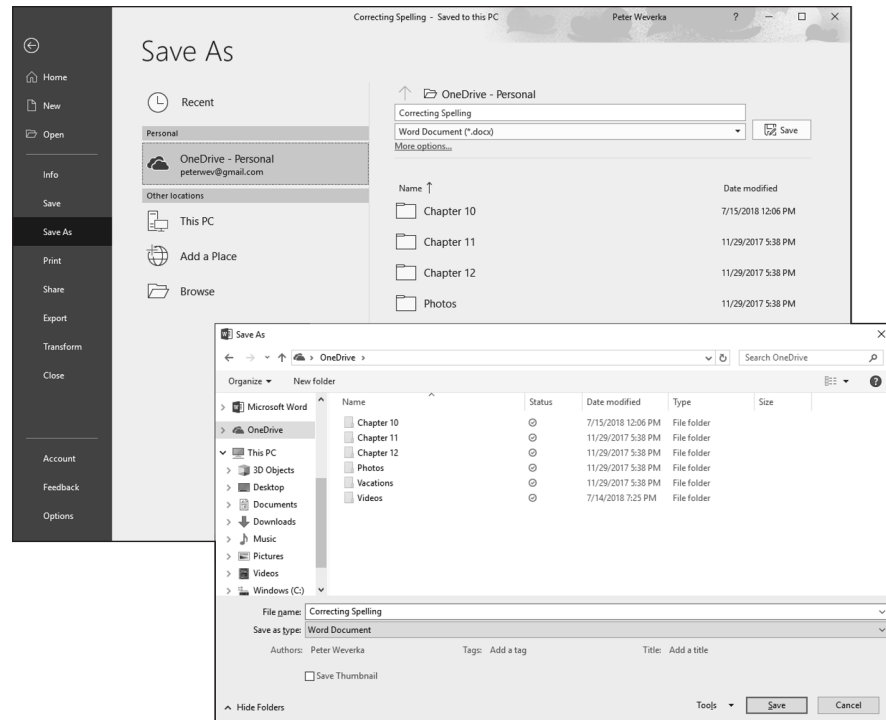 Correcting Spelling - Saved to this PC Peter Weverka ?
Save As
Home
New
Open
Info
Save
Save As
Print
Share
Export
Transform
Close
Account
Feedback
Options
Recent
Personal
OneDrive - Personal
peterwev@gmail.com
Other locations
This PC
Add a Place
Browse
OneDrive - Personal
Correcting Spelling
Word Document (*.docx) Save
More options...
Name Date modified
Chapter 10 7/15/2018 12:06 PM
Chapter 11 11/29/2017 5:38 PM
Chapter 12 11/29/2017 5:38 PM
Photos 11/29/2017 5:38 PM
Save As
OneDrive Search OneDrive
Organize New folder ?
Microsoft Word
OneDrive
This PC
3D Objects
Desktop
Documents
Downloads
Music
Pictures
Videos
Windows (C:)
Name Status Date modified Type Size
Chapter 10 7/15/2018 12:06 PM File folder
Chapter 11 11/29/2017 5:38 PM File folder
Chapter 12 11/29/2017 5:38 PM File folder
Photos 11/29/2017 5:38 PM File folder
Vacations 11/29/2017 5:38 PM File folder
Videos 7/14/2018 7:25 PM File folder
File name: Correcting Spelling
Save as type: Word Document
Authors: Peter Weverka Tags: Add a tag Title: Add a title
Save Thumbnail
Hide Folders Tools Save Cancel